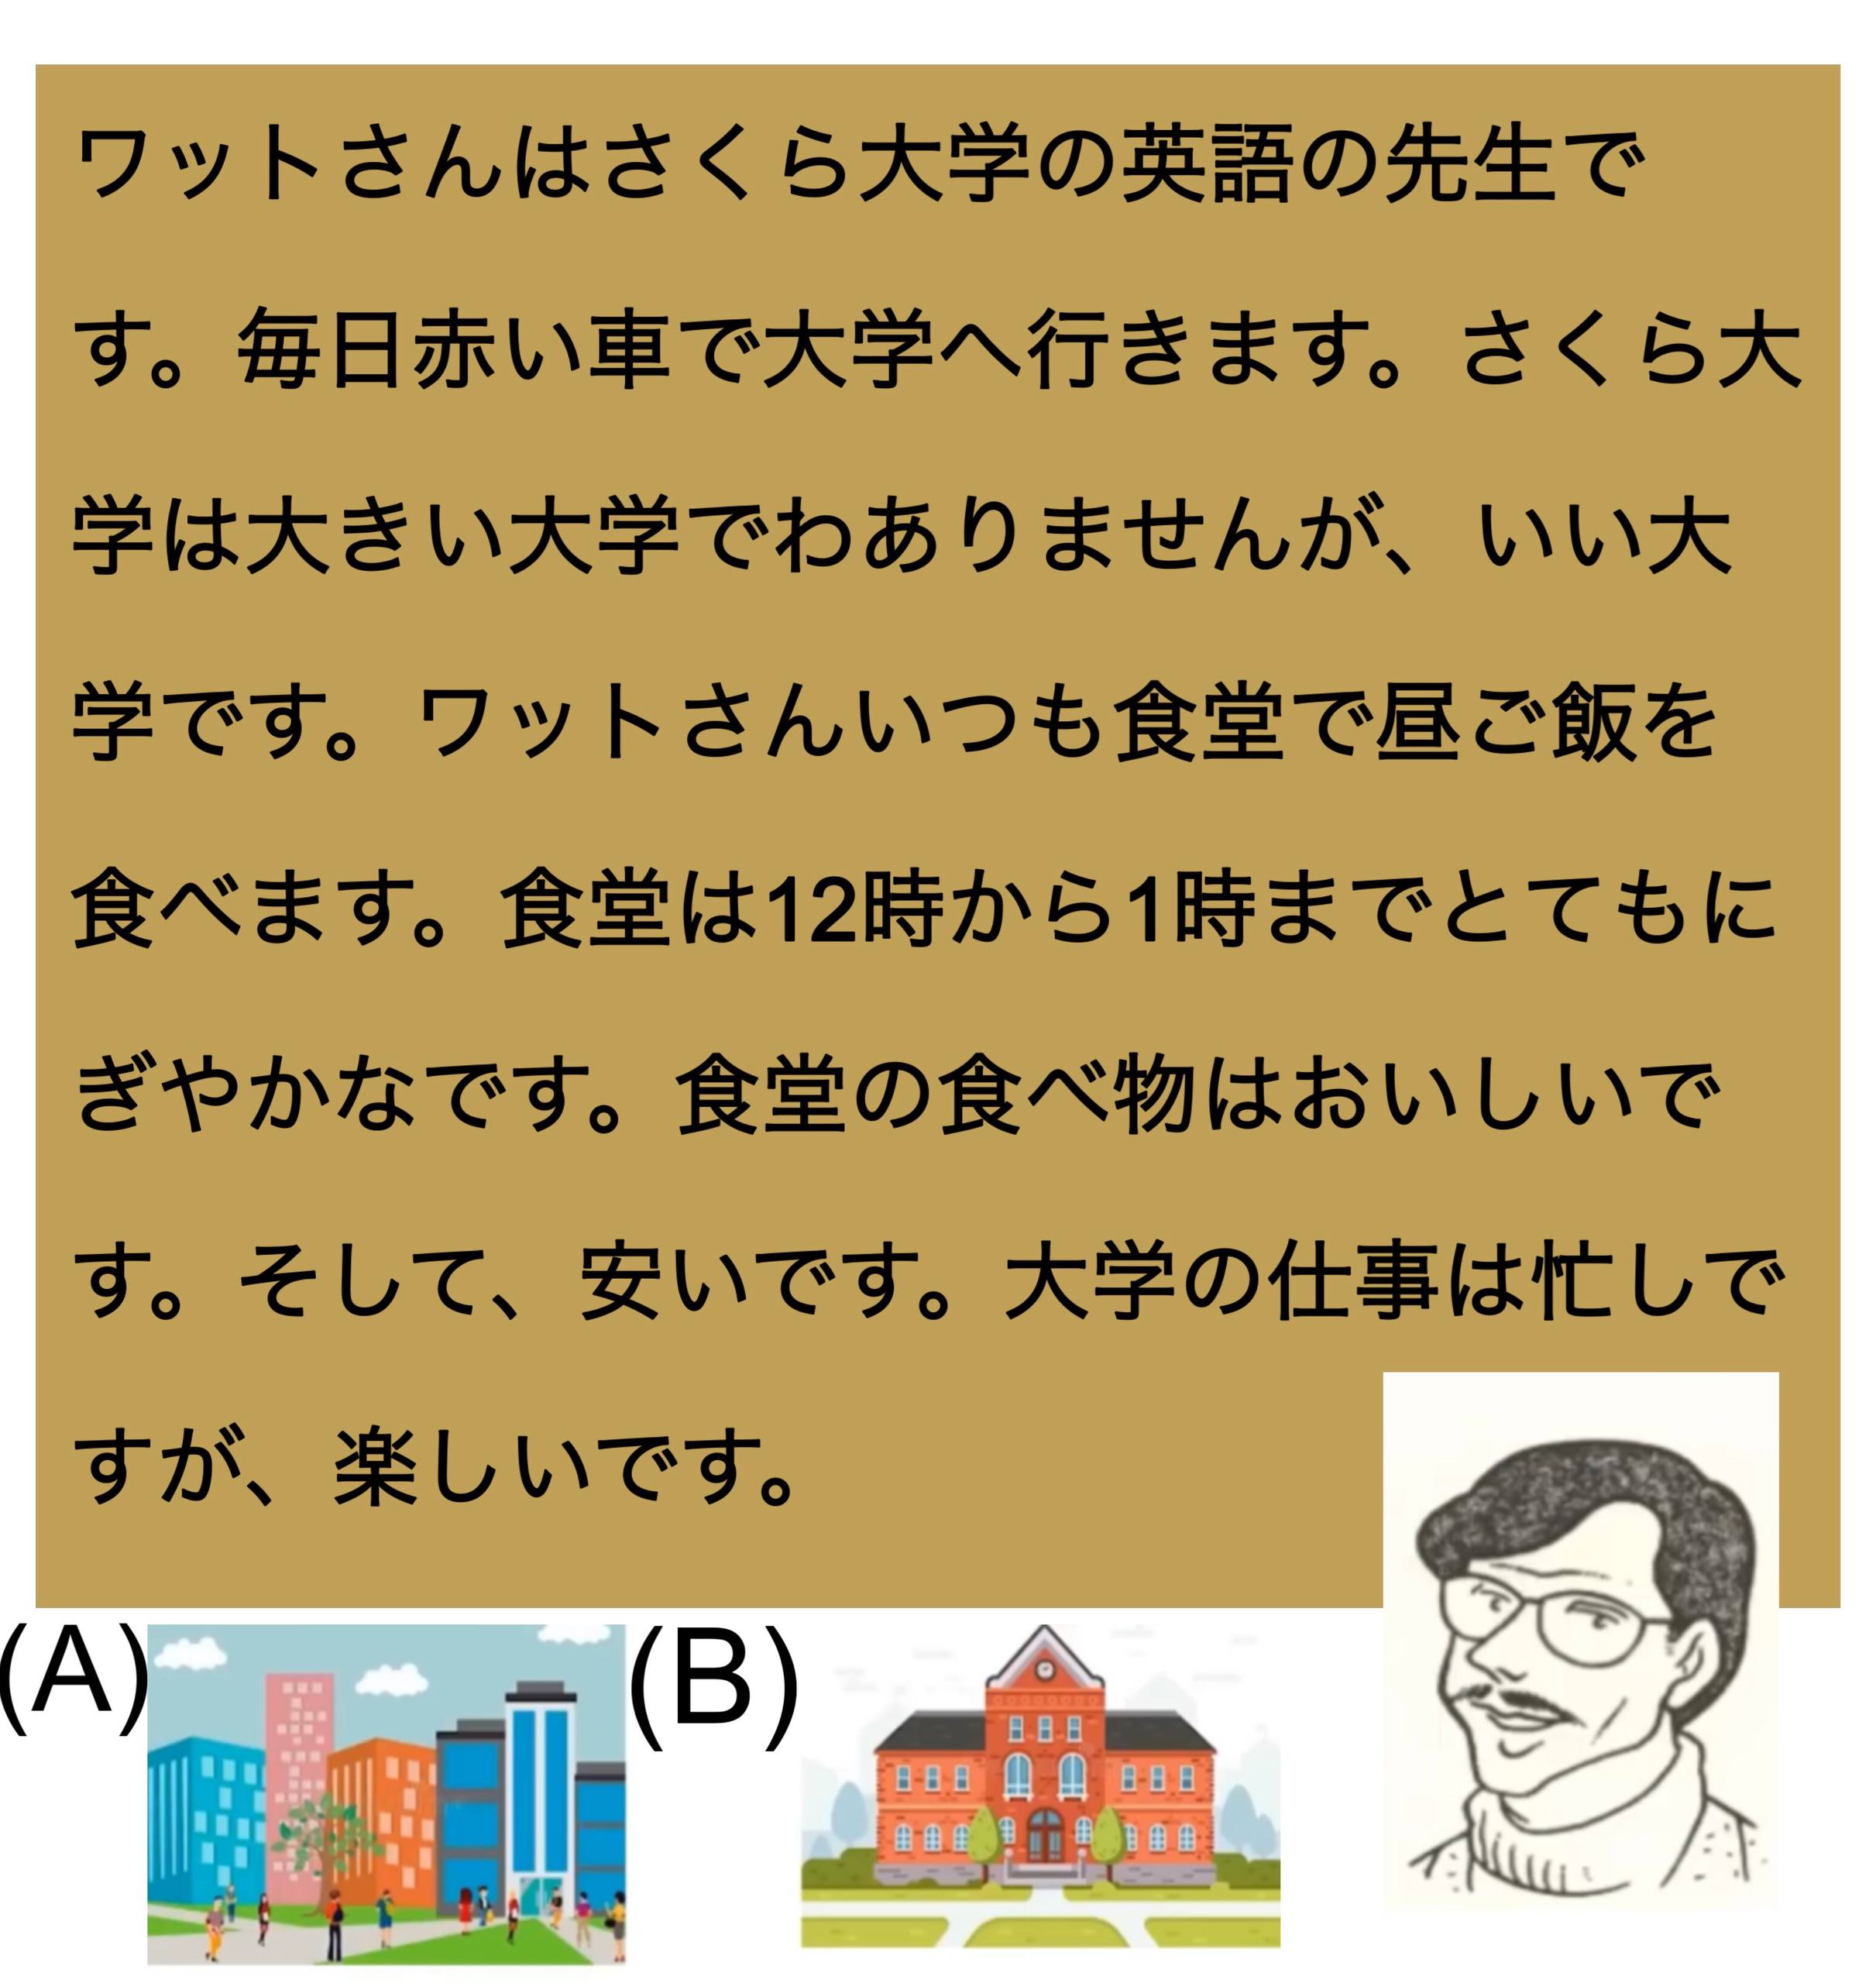 ワットさんはさくら大学の英語の先生で
す。毎日赤い車で大学へ行きます。さくら大
学は大きい大学でわありませんが、いい大
学です。ワットさんいつも食堂で昼ご飯を
食べます。食堂は12時から1時までとてもに
ぎやかなです。食堂の食べ物はおいしいで
す。そして、安いです。大学の仕事は忙しで
すが、楽しいです。
(A) (B)